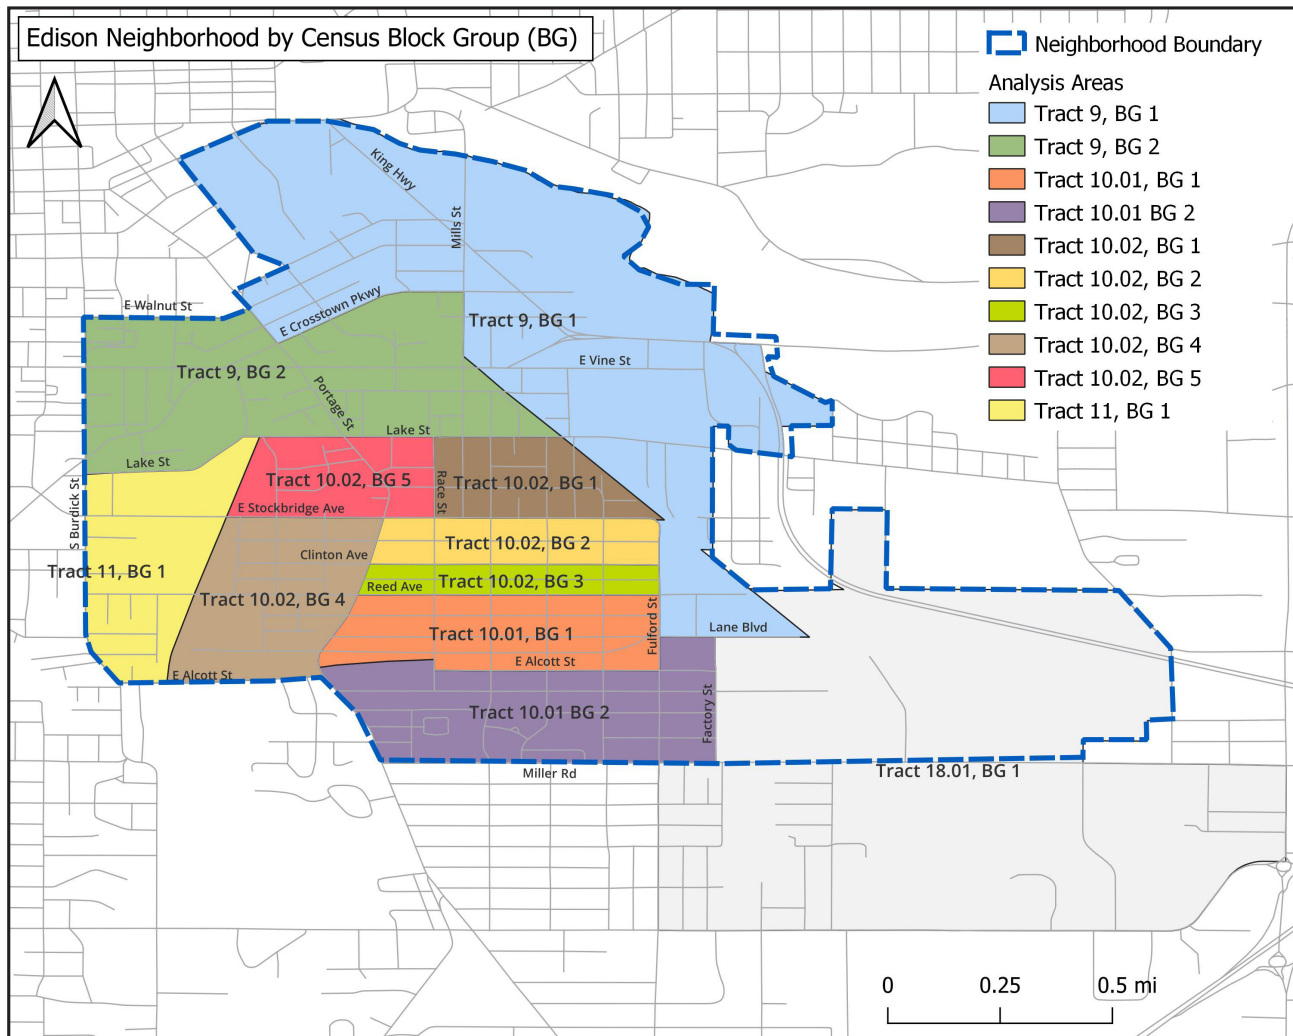 Edison Neighborhood by Census Block Group (BG)
Neighborhood Boundary
Analysis Areas
Tract 9, BG 1
Tract 9, BG 2
Tract 10.01, BG 1
Tract 10.01 BG 2
Tract 10.02, BG 1
Tract 10.02, BG 2
Tract 10.02, BG 3
Tract 10.02, BG 4
Tract 10.02, BG 5
Tract 11, BG 1
King Hwy
Mills St
E Walnut St
E Crosstown Pkwy
Tract 9, BG 1
E Vine St
Tract 9, BG 2
Portage St
Lake St
Lake St
S Burdick St
Tract 10.02, BG 5
Race St
Tract 10.02, BG 1
E Stockbridge Ave
Clinton Ave
Tract 10.02, BG 2
Tract 11, BG 1
Reed Ave
Tract 10.02, BG 3
Tract 10.02, BG 4
Fulford St
Lane Blvd
Tract 10.01, BG 1
E Alcott St
E Alcott St
Factory St
Tract 10.01 BG 2
Miller Rd
Tract 18.01, BG 1
0 0.25 0.5 mi